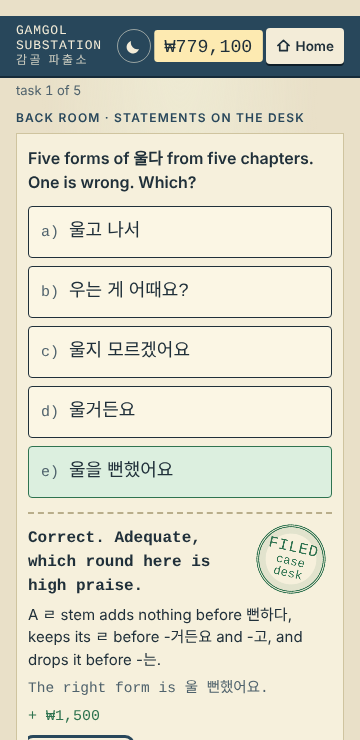 GAMGOL
SUBSTATION
감골 파출소
₩779,100
Home
task 1 of 5
BACK ROOM · STATEMENTS ON THE DESK
Five forms of 울다 from five chapters.
One is wrong. Which?
a) 울고 나서
b) 우는 게 어때요?
c) 울지 모르겠어요
d) 울거든요
e) 울을 뻔했어요
Correct. Adequate,
which round here is
high praise.
FILED
case
desk
A ㄹ stem adds nothing before 뻔하다,
keeps its ㄹ before -거든요 and -고, and
drops it before -는.
The right form is 울 뻔했어요.
+ ₩1,500